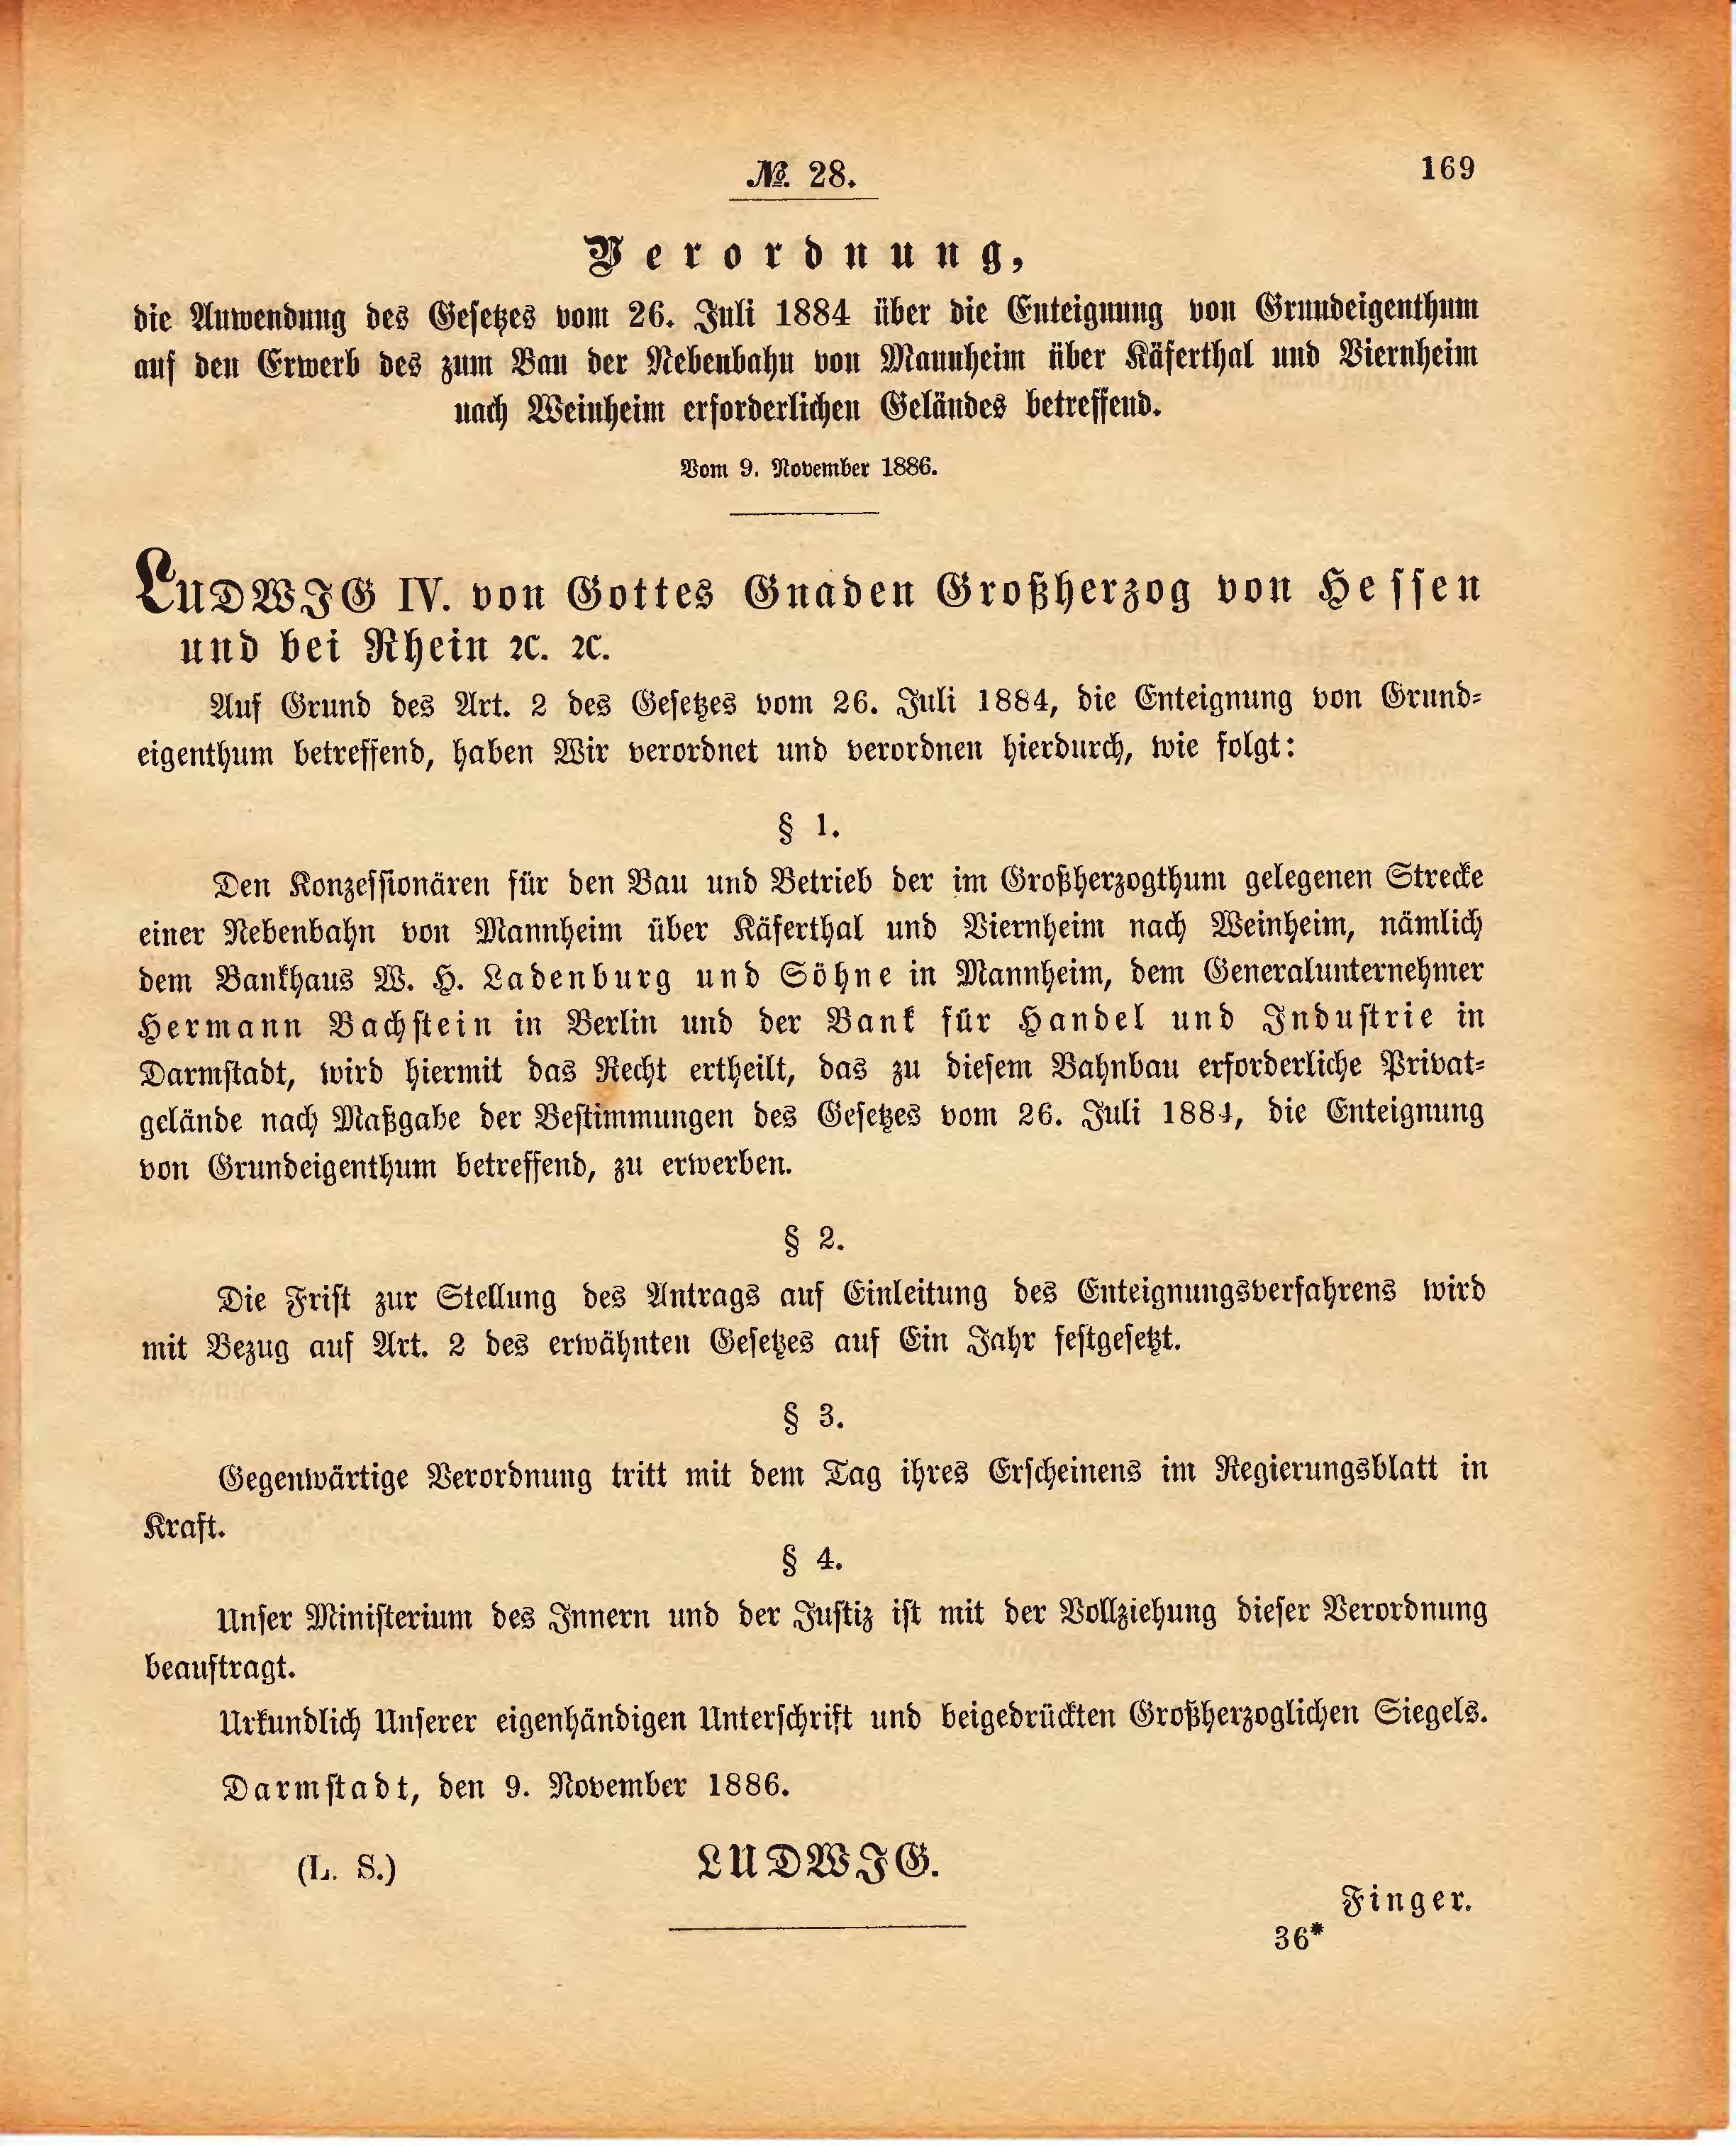 №. 28.
169
Verordnung,
die Anwendung des Gesetzes vom 26. Juli 1884 über die Enteignung von Grundeigenthum
auf den Erwerb des zum Bau der Nebenbahn von Mannheim über Käferthal und Viernheim
nach Weinheim erforderlichen Geländes betreffend.
Vom 9. November 1886.
LUDWIG IV. von Gottes Gnaden Großherzog von Hessen
und bei Rhein ꝛc. ꝛc.
Auf Grund des Art. 2 des Gesetzes vom 26. Juli 1884, die Enteignung von Grund-
eigenthum betreffend, haben Wir verordnet und verordnen hierdurch, wie folgt:
§ 1.
Den Konzessionären für den Bau und Betrieb der im Großherzogthum gelegenen Strecke
einer Nebenbahn von Mannheim über Käferthal und Viernheim nach Weinheim, nämlich
dem Bankhaus W. H. Ladenburg und Söhne in Mannheim, dem Generalunternehmer
Hermann Bachstein in Berlin und der Bank für Handel und Industrie in
Darmstadt, wird hiermit das Recht ertheilt, das zu diesem Bahnbau erforderliche Privat-
gelände nach Maßgabe der Bestimmungen des Gesetzes vom 26. Juli 1884, die Enteignung
von Grundeigenthum betreffend, zu erwerben.
§ 2.
Die Frist zur Stellung des Antrags auf Einleitung des Enteignungsverfahrens wird
mit Bezug auf Art. 2 des erwähnten Gesetzes auf Ein Jahr festgesetzt.
§ 3.
Gegenwärtige Verordnung tritt mit dem Tag ihres Erscheinens im Regierungsblatt in
Kraft.
§ 4.
Unser Ministerium des Innern und der Justiz ist mit der Vollziehung dieser Verordnung
beauftragt.
Urkundlich Unserer eigenhändigen Unterschrift und beigedrückten Großherzoglichen Siegels.
Darmstadt, den 9. November 1886.
(L. S.) LUDWIG.
Finger.
36*